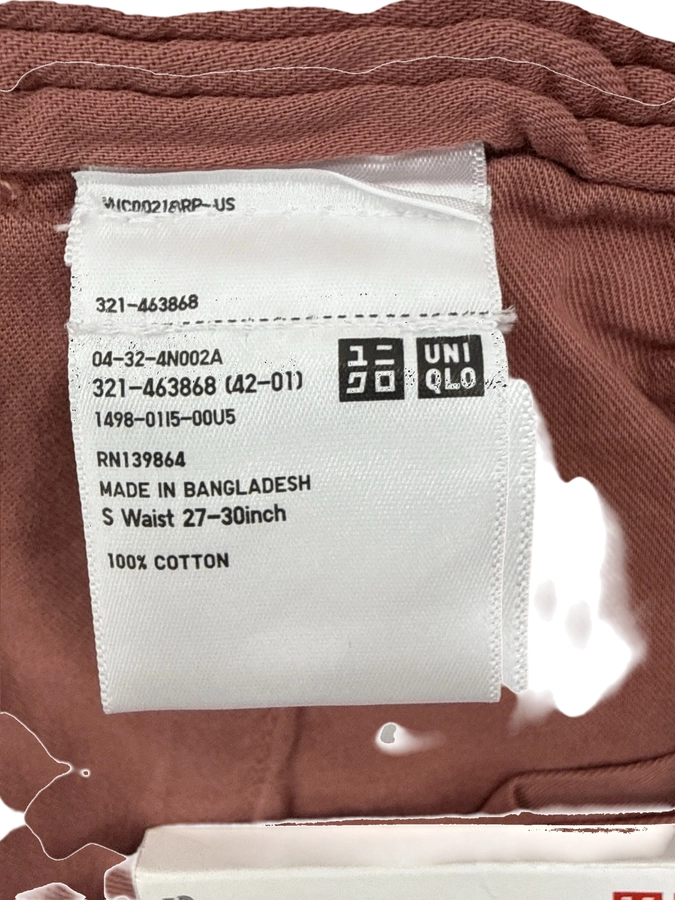 321-463868
04-32-4N002A
321-463868 (42-01)
ユニ
クロ
UNI
QLO
1498-0115-00U5
RN139864
MADE IN BANGLADESH
S Waist 27-30inch
100% COTTON